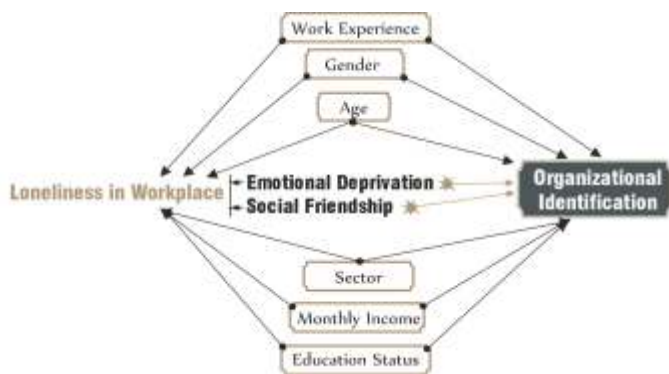 Work Experience
Gender
Age
Loneliness in Workplace
Emotional Deprivation
Social Friendship
Organizational
Identification
Sector
Monthly Income
Education Status